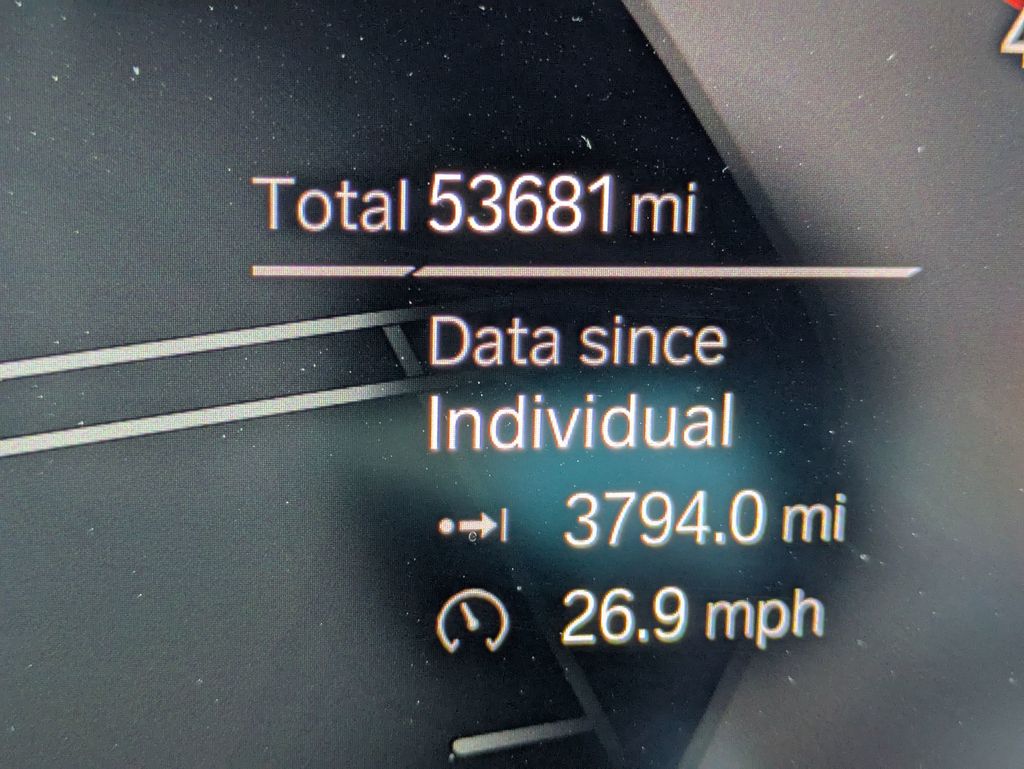 Total 53681 mi
Data since
Individual
3794.0 mi
26.9 mph